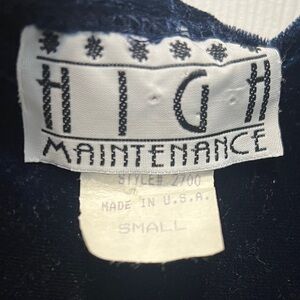 HIGH
MAINTENANCE
STYLE# 2700
MADE IN U.S.A.
SMALL